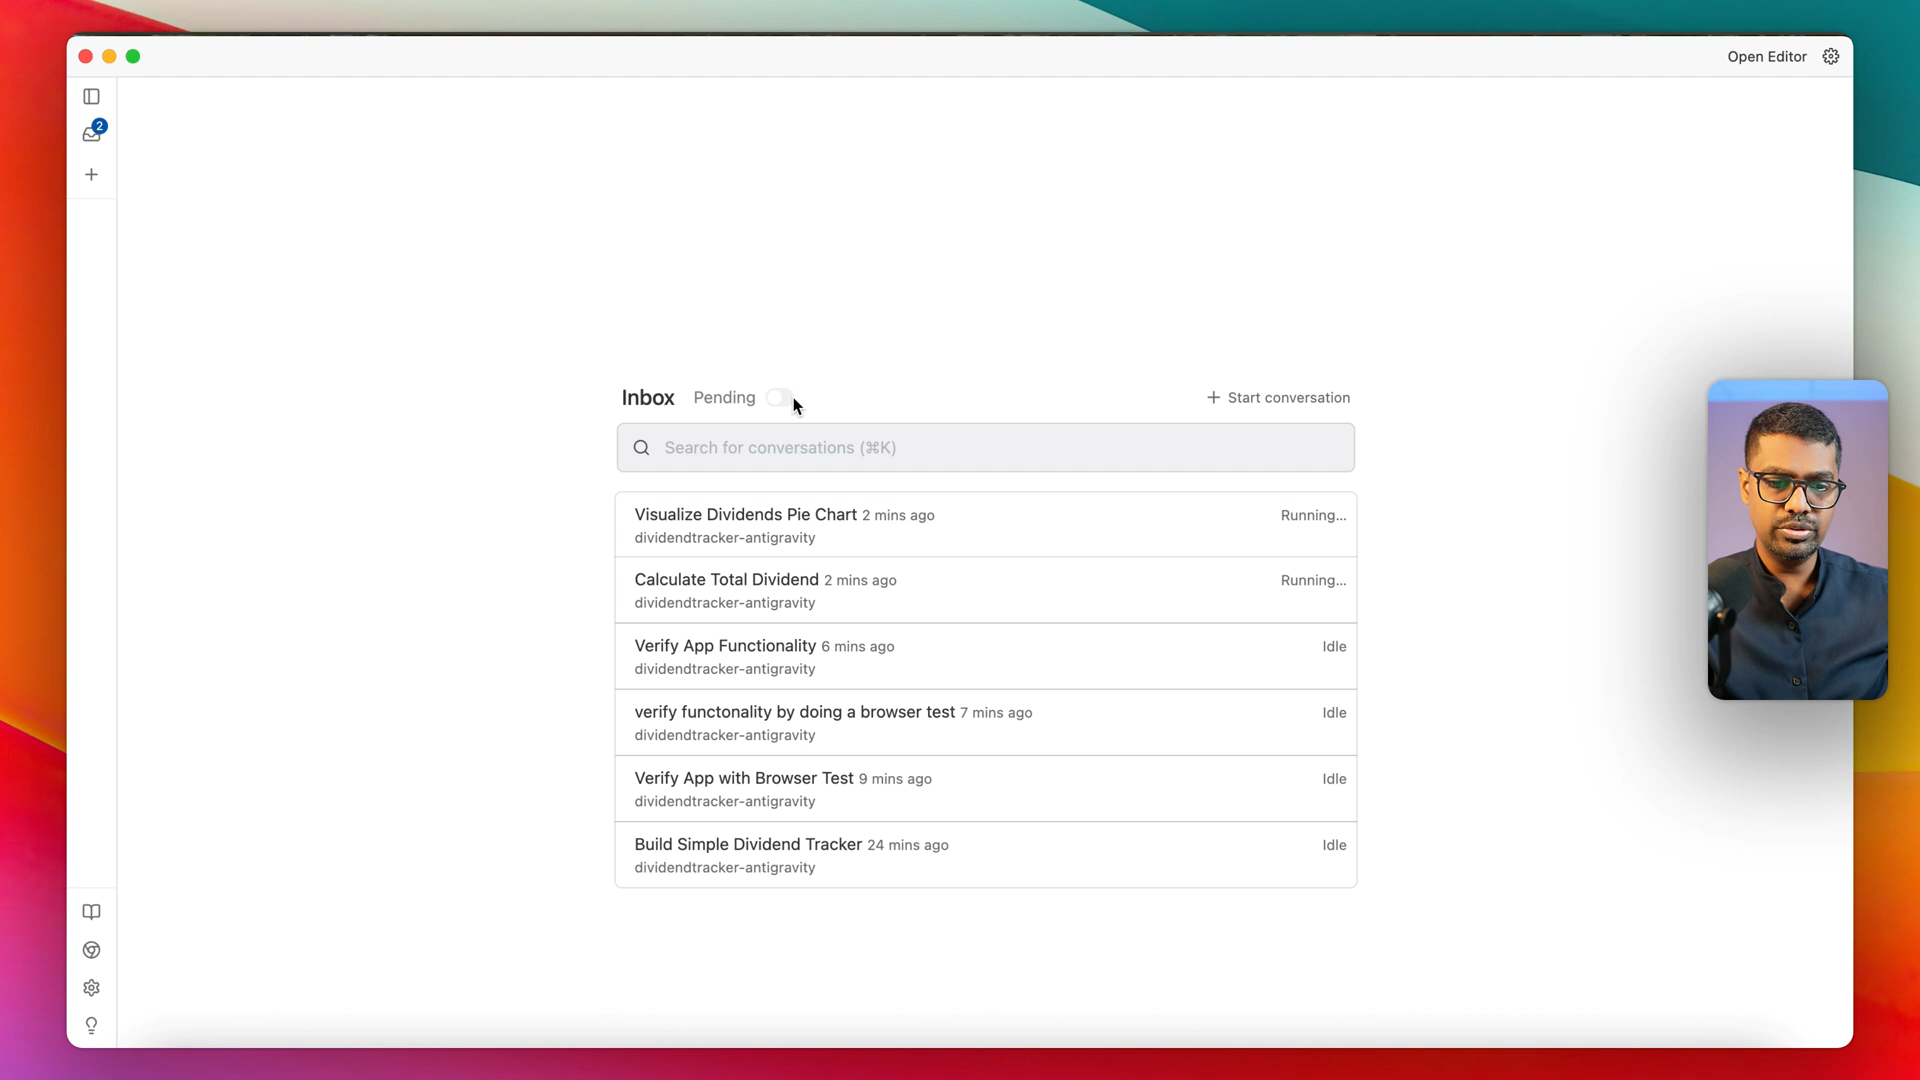 Open Editor
2
Inbox Pending + Start conversation
Search for conversations (⌘K)
Visualize Dividends Pie Chart 2 mins ago Running...
dividendtracker-antigravity
Calculate Total Dividend 2 mins ago Running...
dividendtracker-antigravity
Verify App Functionality 6 mins ago Idle
dividendtracker-antigravity
verify functonality by doing a browser test 7 mins ago Idle
dividendtracker-antigravity
Verify App with Browser Test 9 mins ago Idle
dividendtracker-antigravity
Build Simple Dividend Tracker 24 mins ago Idle
dividendtracker-antigravity